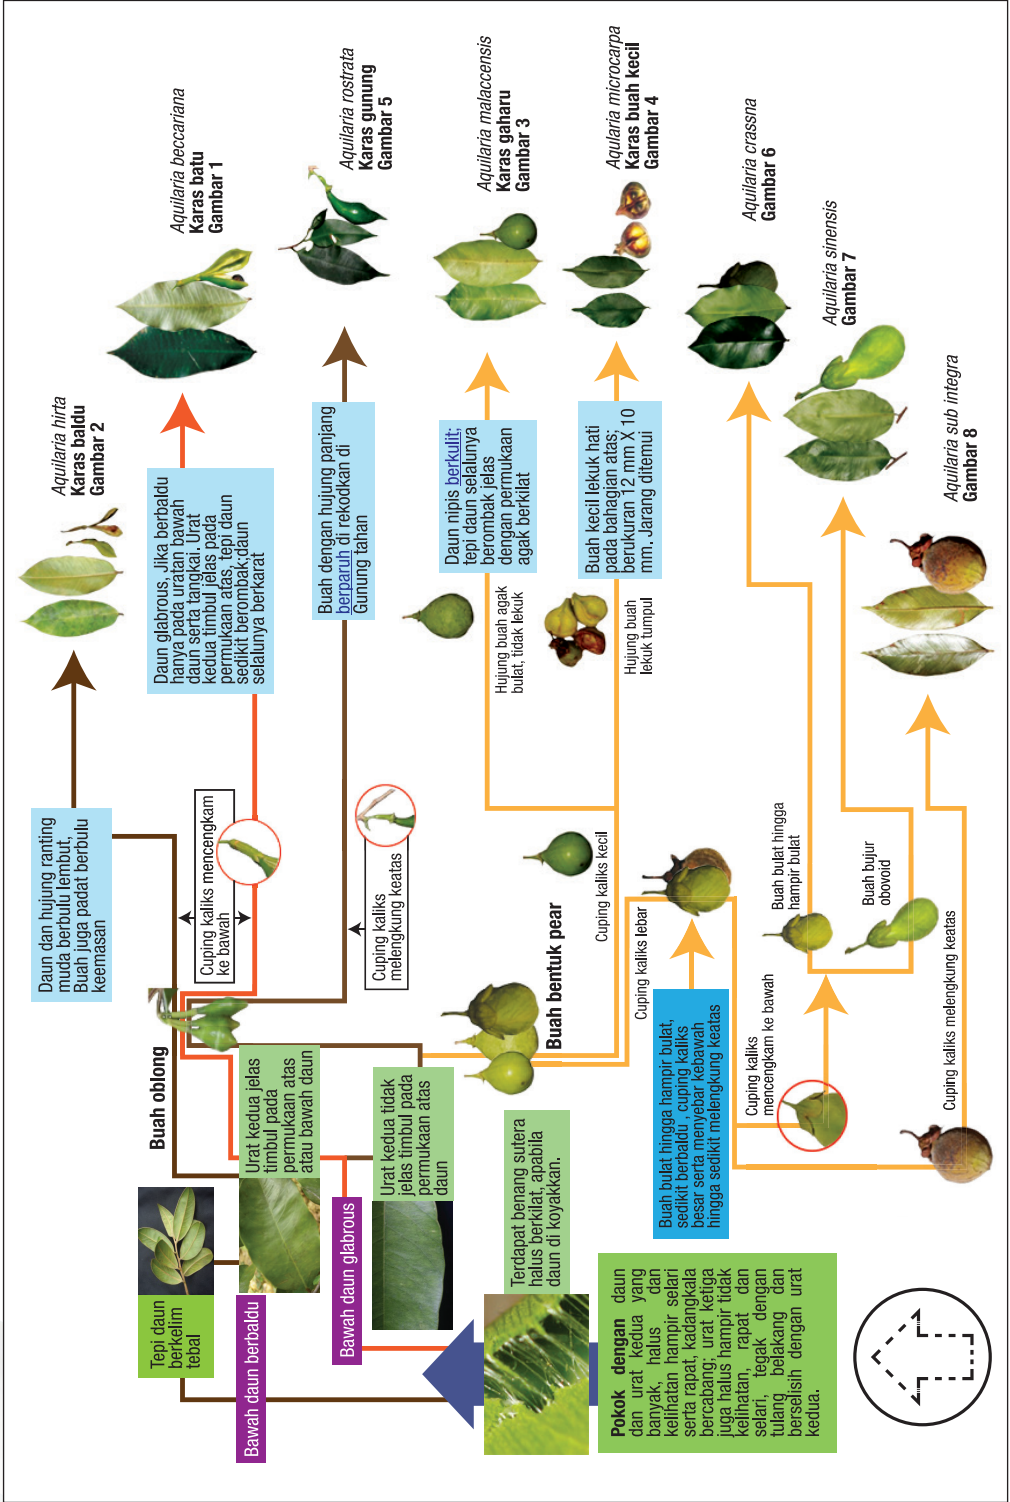 Pokok dengan daun
dan urat kedua yang
banyak, halus dan
kelihatan hampir selari
serta rapat, kadangkala
bercabang; urat ketiga
juga halus hampir tidak
kelihatan, rapat dan
selari, tegak dengan
tulang belakang dan
berselisih dengan urat
kedua.
Terdapat benang sutera
halus berkilat, apabila
daun di koyakkan.
Bawah daun berbaldu
Tepi daun
berkelim
tebal
Bawah daun glabrous
Urat kedua jelas
timbul pada
permukaan atas
atau bawah daun
Urat kedua tidak
jelas timbul pada
permukaan atas
daun
Buah oblong
Daun dan hujung ranting
muda berbulu lembut,
Buah juga padat berbulu
keemasan
Aquilaria hirta
Karas baldu
Gambar 2
Cuping kaliks mencengkam
ke bawah
Daun glabrous, Jika berbaldu
hanya pada uratan bawah
daun serta tangkai. Urat
kedua timbul jelas pada
permukaan atas, tepi daun
sedikit berombak;daun
selalunya berkarat
Aquilaria beccariana
Karas batu
Gambar 1
Cuping kaliks
melengkung keatas
Buah dengan hujung panjang
berparuh di rekodkan di
Gunung tahan
Aquilaria rostrata
Karas gunung
Gambar 5
Buah bentuk pear
Cuping kaliks kecil
Hujung buah agak
bulat, tidak lekuk
Daun nipis berkulit;
tepi daun selalunya
berombak jelas
dengan permukaan
agak berkilat
Aquilaria malaccensis
Karas gaharu
Gambar 3
Hujung buah
lekuk tumpul
Buah kecil lekuk hati
pada bahagian atas;
berukuran 12 mm X 10
mm. Jarang ditemui
Aqularia microcarpa
Karas buah kecil
Gambar 4
Cuping kaliks lebar
Buah bulat hingga hampir bulat,
sedikit berbaldu , cuping kaliks
besar serta menyebar kebawah
hingga sedikit melengkung keatas
Cuping kaliks
mencengkam ke bawah
Buah bulat hingga
hampir bulat
Aquilaria crassna
Gambar 6
Buah bujur
obovoid
Aquilaria sinensis
Gambar 7
Cuping kaliks melengkung keatas
Aquilaria sub integra
Gambar 8